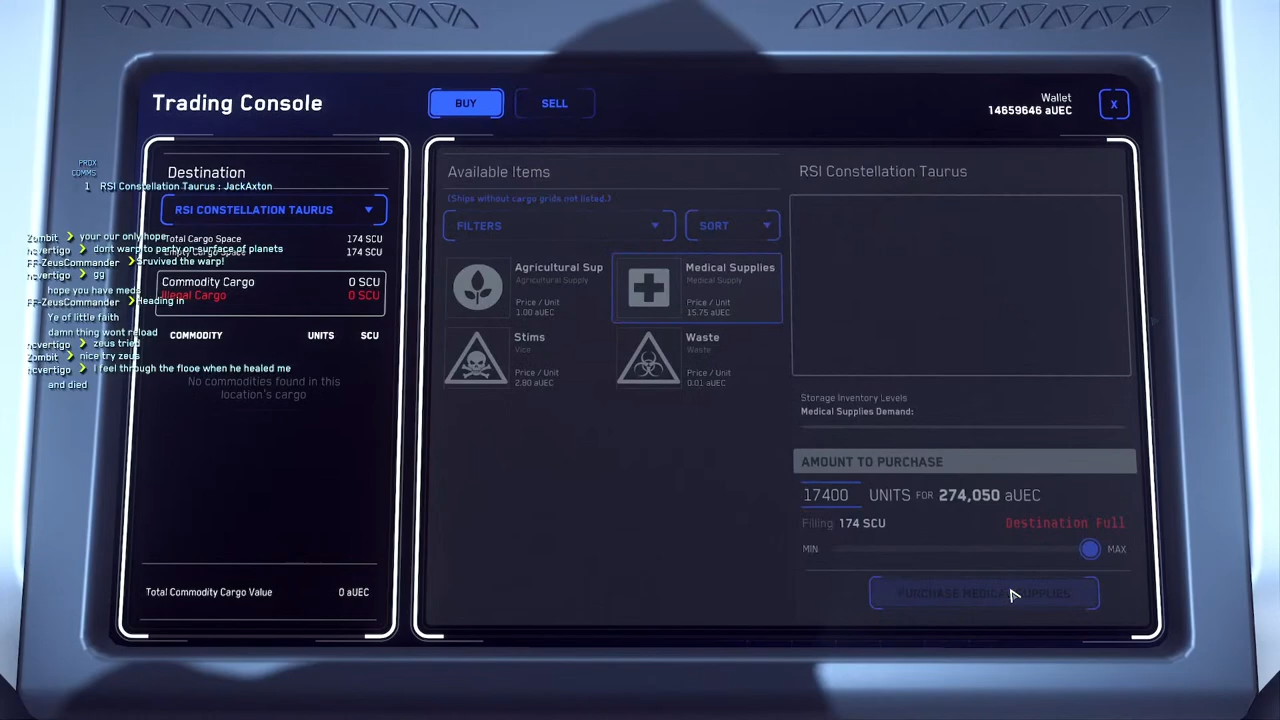 Trading Console
BUY
SELL
Wallet
14659646 aUEC
X
PROX
COMMS
1 RSI Constellation Taurus : JackAxton
Destination
RSI CONSTELLATION TAURUS
Total Cargo Space 174 SCU
Empty Cargo Space 174 SCU
Commodity Cargo 0 SCU
Illegal Cargo 0 SCU
COMMODITY UNITS SCU
No commodities found in this
location's cargo
Total Commodity Cargo Value 0 aUEC
Zombit > your our only hope
ncvertigo > dont warp to party on surface of planets
FF-ZeusCommander > Sruvived the warp!
ncvertigo > gg
hope you have meds
FF-ZeusCommander > Heading in
Ye of little faith
damn thing wont reload
ncvertigo > zeus tried
Zombit > nice try zeus
ncvertigo > I feel through the flooe when he healed me
and died
Available Items
(Ships without cargo grids not listed.)
FILTERS
SORT
Agricultural Sup
Agricultural Supply
Price / Unit
1.00 aUEC
Medical Supplies
Medical Supply
Price / Unit
15.75 aUEC
Stims
Vice
Price / Unit
2.80 aUEC
Waste
Waste
Price / Unit
0.01 aUEC
RSI Constellation Taurus
Storage Inventory Levels
Medical Supplies Demand:
AMOUNT TO PURCHASE
17400 UNITS FOR 274,050 aUEC
Filling 174 SCU
Destination Full
MIN
MAX
PURCHASE MEDICAL SUPPLIES